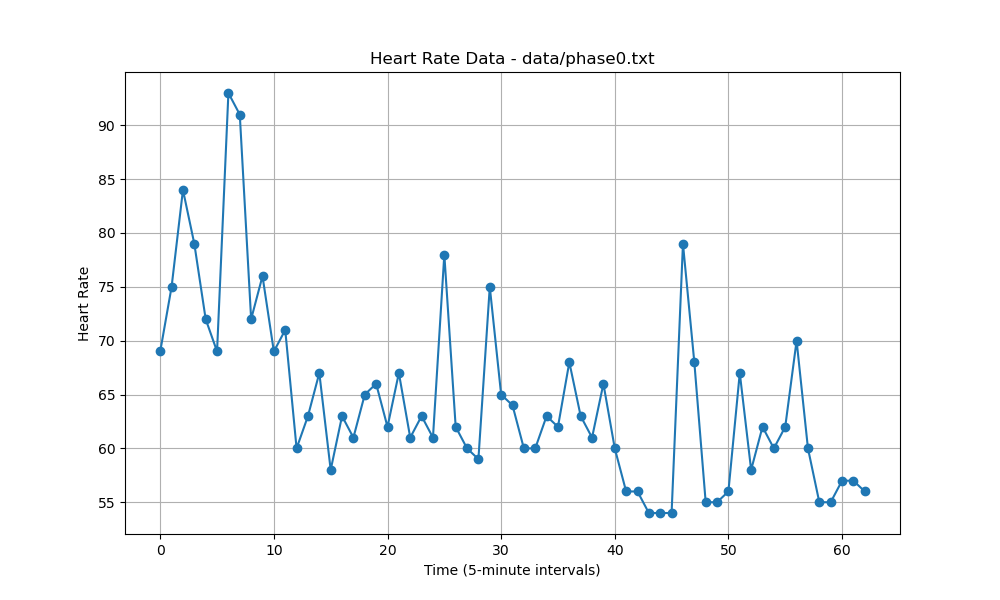 Heart Rate Data - data/phase0.txt
90
85
80
75
70
65
60
55
Heart Rate
0 10 20 30 40 50 60
Time (5-minute intervals)